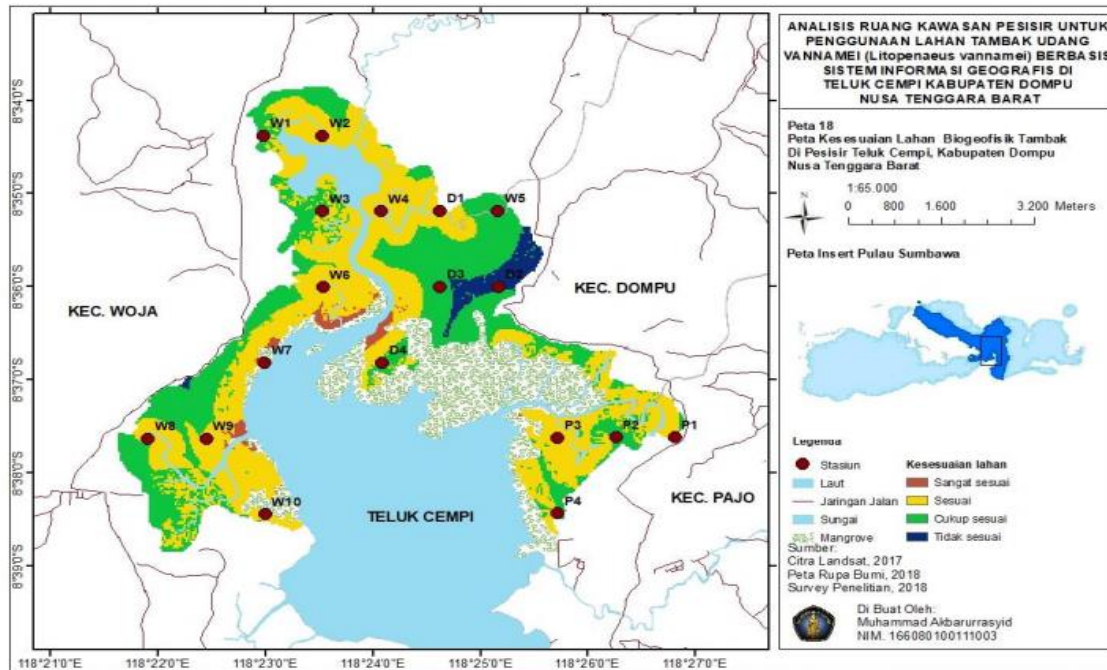 ANALISIS RUANG KAWASAN PESISIR UNTUK
PENGGUNAAN LAHAN TAMBAK UDANG
VANNAMEI (Litopenaeus vannamei) BERBASIS
SISTEM INFORMASI GEOGRAFIS DI
TELUK CEMPI KABUPATEN DOMPU
NUSA TENGGARA BARAT
Peta 18
Peta Kesesuaian Lahan Biogeofisik Tambak
Di Pesisir Teluk Cempi, Kabupaten Dompu
Nusa Tenggara Barat
N
1:65.000
0 800 1.600 3.200 Meters
Peta Insert Pulau Sumbawa
Legenda
Stasiun
Laut
Jaringan Jalan
Sungai
Mangrove
Kesesuaian lahan
Sangat sesuai
Sesuai
Cukup sesuai
Tidak sesuai
Sumber:
Citra Landsat, 2017
Peta Rupa Bumi, 2018
Survey Penelitian, 2018
Di Buat Oleh:
Muhammad Akbarurrasyid
NIM. 166080100111003
8°34'0"S
8°35'0"S
8°36'0"S
8°37'0"S
8°38'0"S
8°39'0"S
W1 W2
W3 W4 D1 W5
W6 D3 D2
KEC. WOJA
KEC. DOMPU
W7 D4
W8 W9 P3 P2 P1
KEC. PAJO
W10 P4
TELUK CEMPI
118°21'0"E 118°22'0"E 118°23'0"E 118°24'0"E 118°25'0"E 118°26'0"E 118°27'0"E